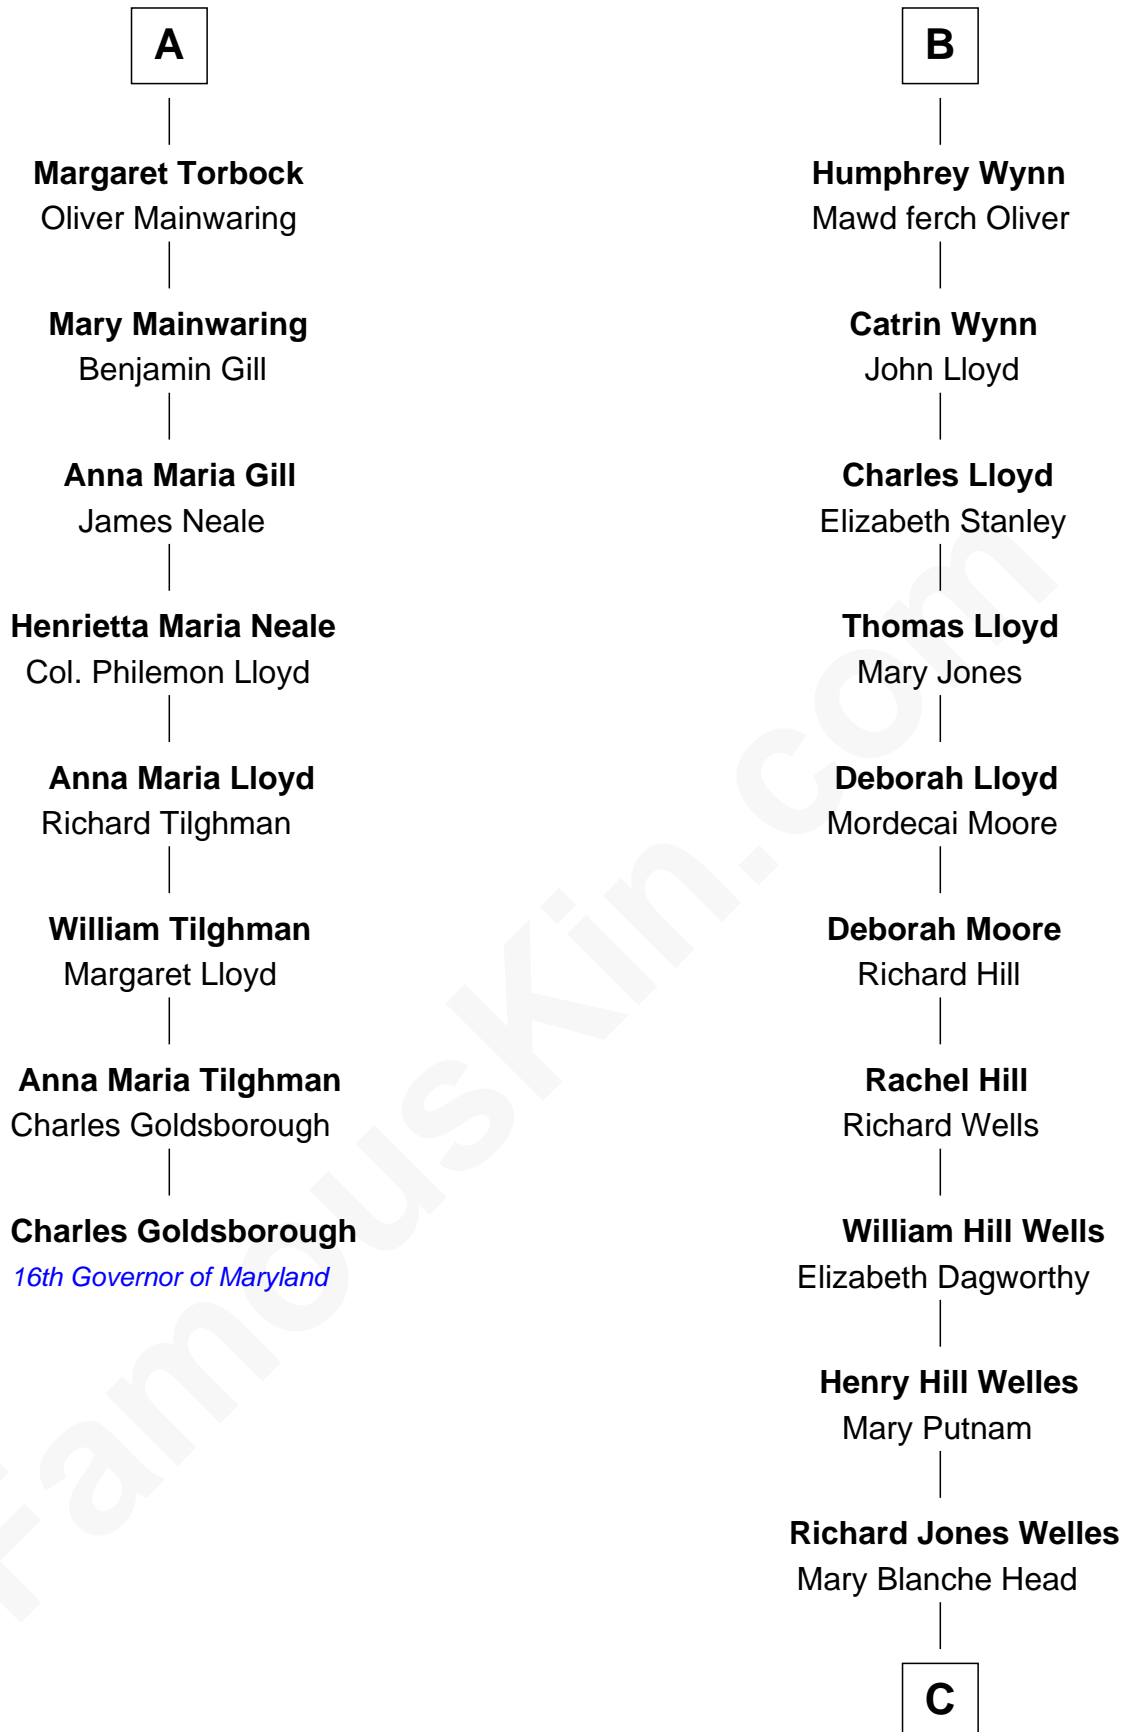 A
Margaret Torbock
Oliver Mainwaring
Mary Mainwaring
Benjamin Gill
Anna Maria Gill
James Neale
Henrietta Maria Neale
Col. Philemon Lloyd
Anna Maria Lloyd
Richard Tilghman
William Tilghman
Margaret Lloyd
Anna Maria Tilghman
Charles Goldsborough
Charles Goldsborough
16th Governor of Maryland
B
Humphrey Wynn
Mawd ferch Oliver
Catrin Wynn
John Lloyd
Charles Lloyd
Elizabeth Stanley
Thomas Lloyd
Mary Jones
Deborah Lloyd
Mordecai Moore
Deborah Moore
Richard Hill
Rachel Hill
Richard Wells
William Hill Wells
Elizabeth Dagworthy
Henry Hill Welles
Mary Putnam
Richard Jones Welles
Mary Blanche Head
C
FamousKin.com